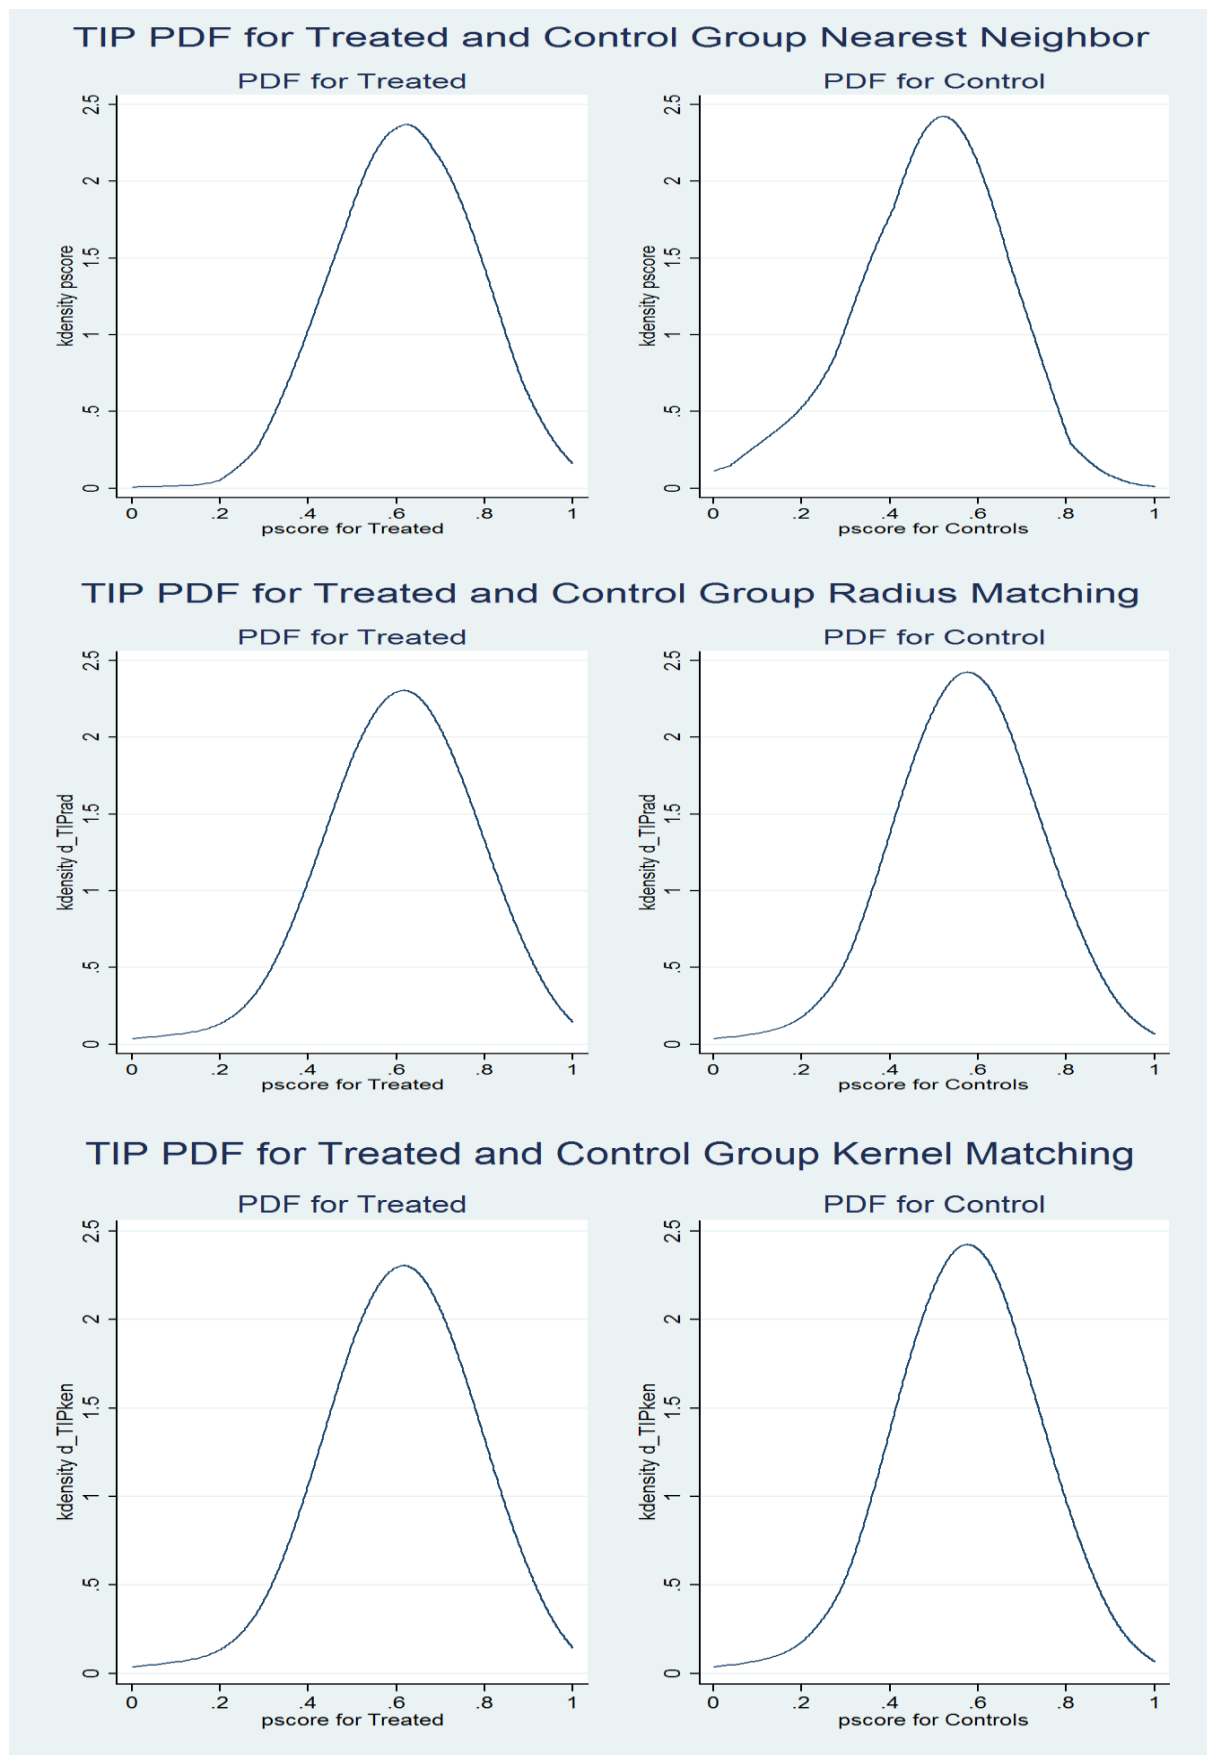 TIP PDF for Treated and Control Group Nearest Neighbor
PDF for Treated
PDF for Control
kdensity pscore
0 .5 1 1.5 2 2.5
0 .2 .4 .6 .8 1
pscore for Treated
kdensity pscore
0 .5 1 1.5 2 2.5
0 .2 .4 .6 .8 1
pscore for Controls
TIP PDF for Treated and Control Group Radius Matching
PDF for Treated
PDF for Control
kdensity d_TIPrad
0 .5 1 1.5 2 2.5
0 .2 .4 .6 .8 1
pscore for Treated
kdensity d_TIPrad
0 .5 1 1.5 2 2.5
0 .2 .4 .6 .8 1
pscore for Controls
TIP PDF for Treated and Control Group Kernel Matching
PDF for Treated
PDF for Control
kdensity d_TIPken
0 .5 1 1.5 2 2.5
0 .2 .4 .6 .8 1
pscore for Treated
kdensity d_TIPken
0 .5 1 1.5 2 2.5
0 .2 .4 .6 .8 1
pscore for Controls